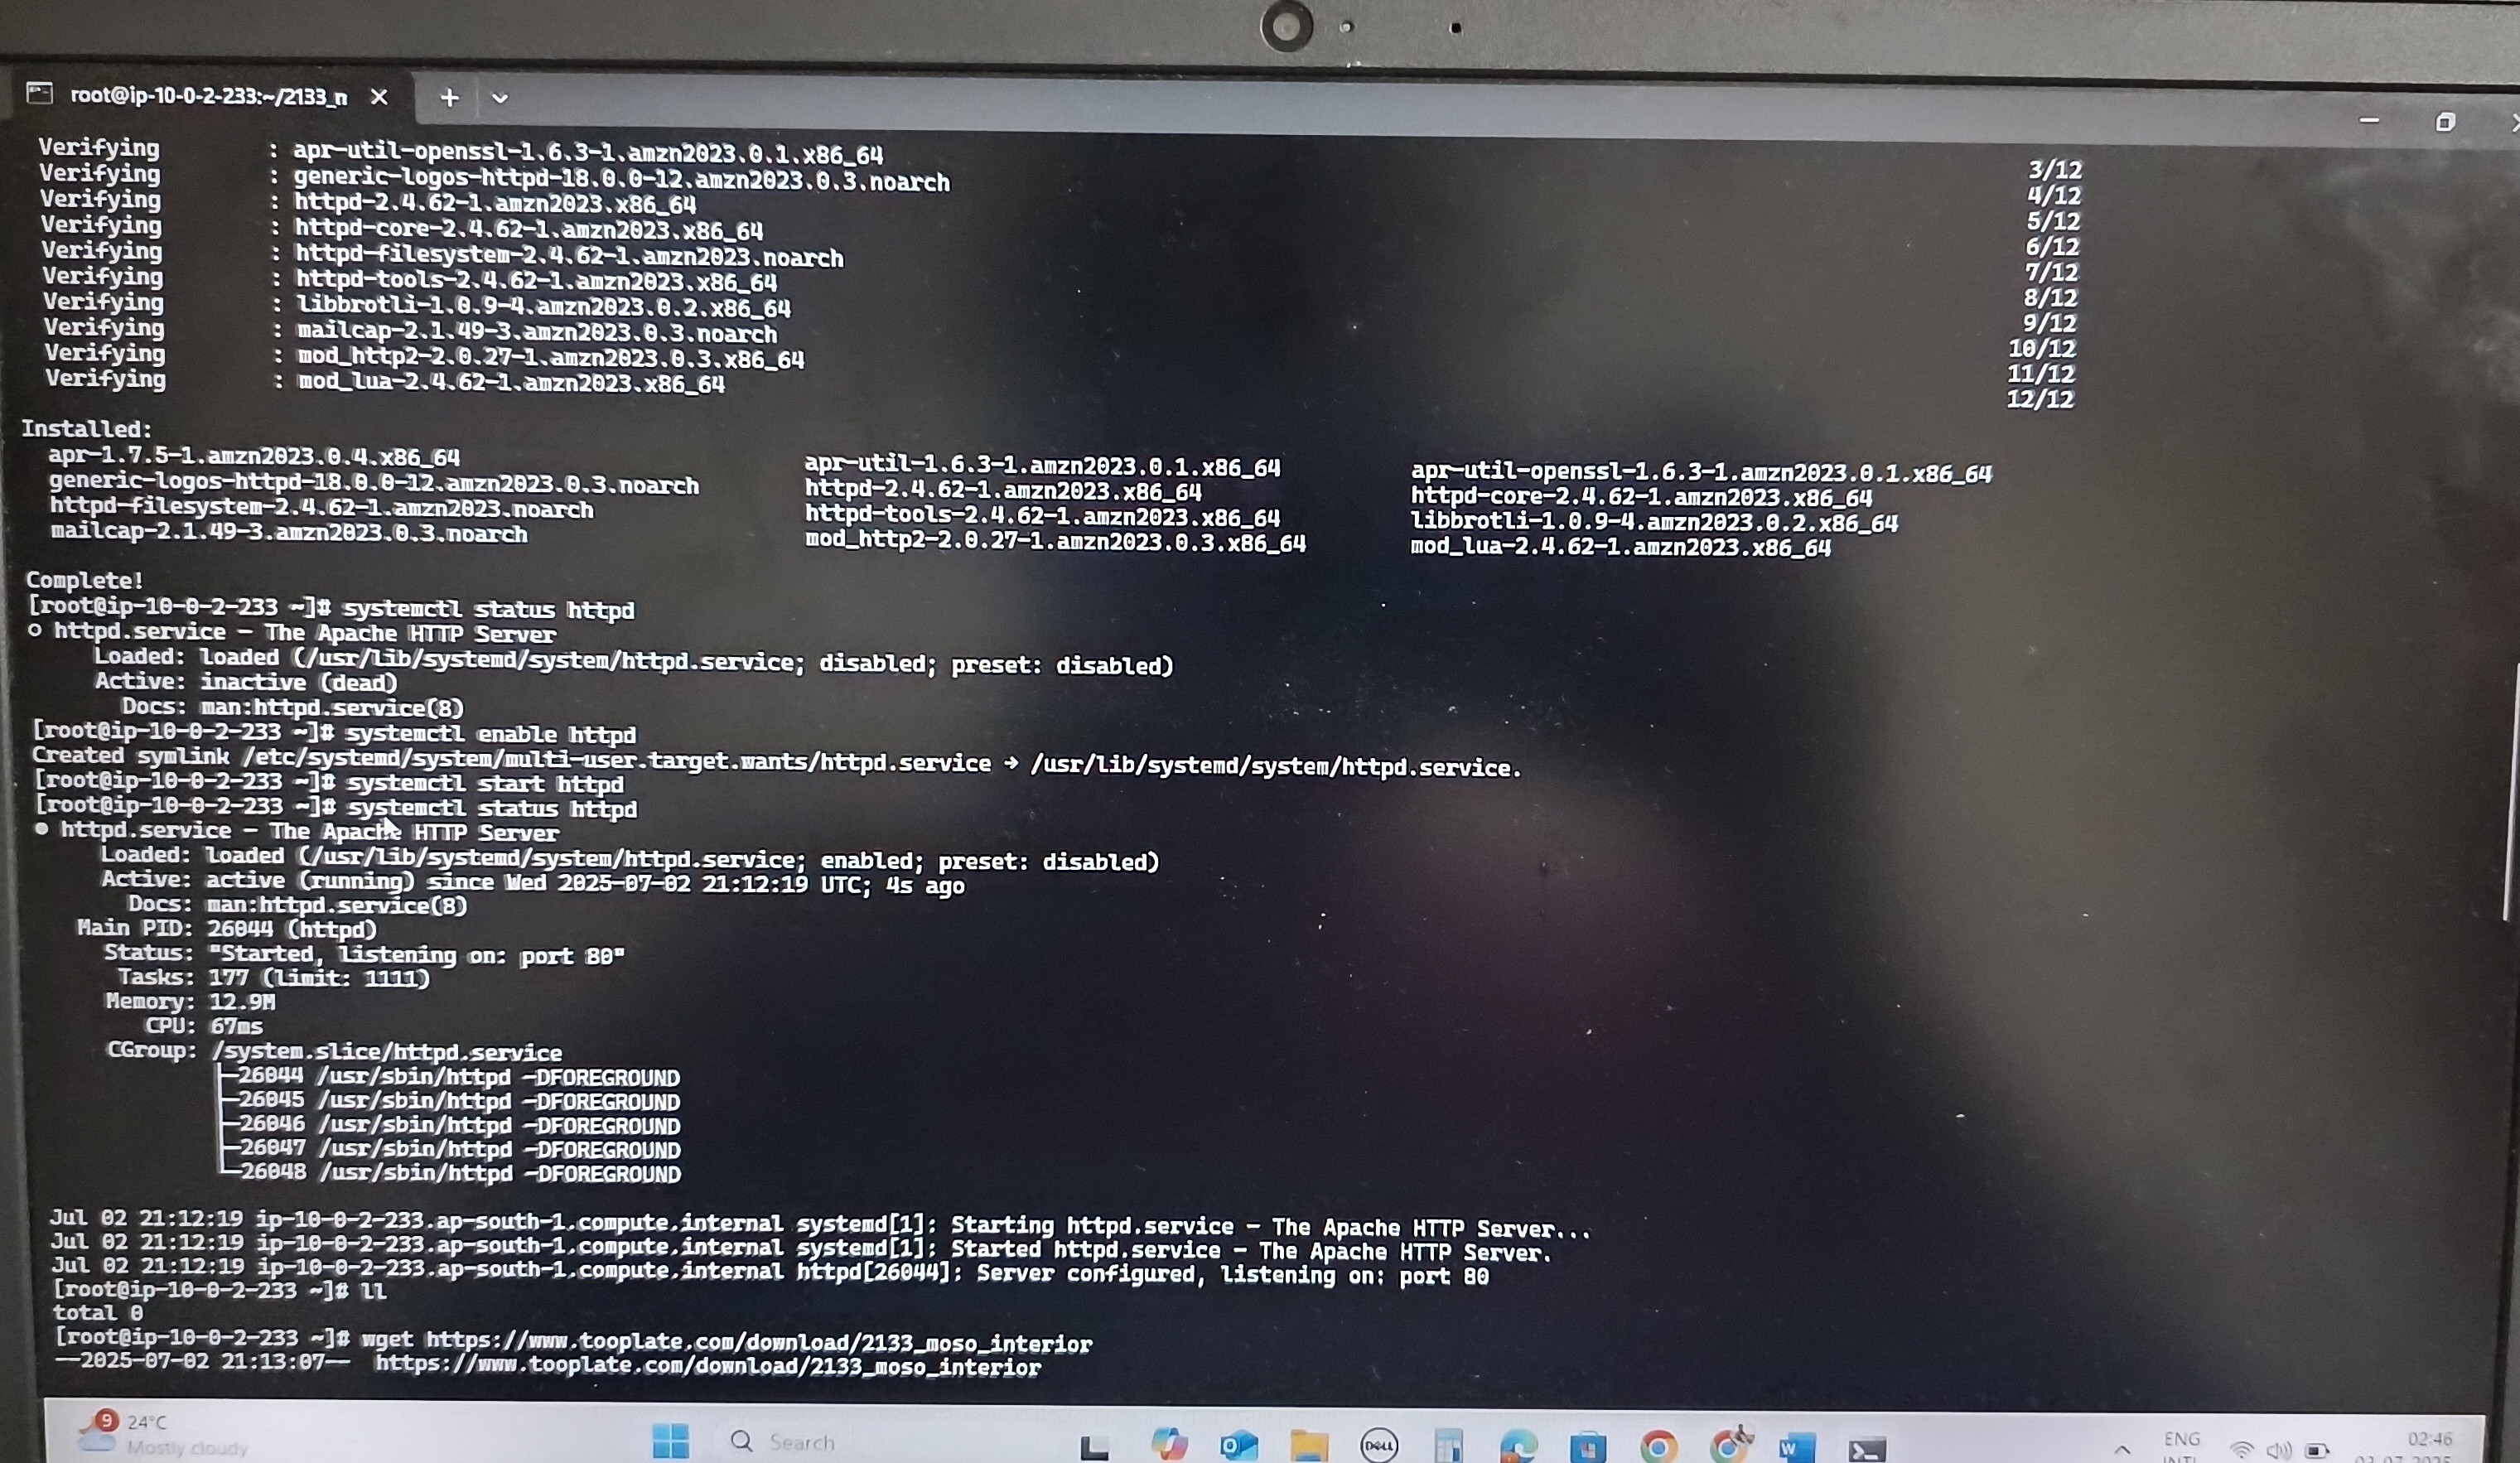 root@ip-10-0-2-233:~/2133_n
Verifying : apr-util-openssl-1.6.3-1.amzn2023.0.1.x86_64 3/12
Verifying : generic-logos-httpd-18.0.0-12.amzn2023.0.3.noarch 4/12
Verifying : httpd-2.4.62-1.amzn2023.x86_64 5/12
Verifying : httpd-core-2.4.62-1.amzn2023.x86_64 6/12
Verifying : httpd-filesystem-2.4.62-1.amzn2023.noarch 7/12
Verifying : httpd-tools-2.4.62-1.amzn2023.x86_64 8/12
Verifying : libbrotli-1.0.9-4.amzn2023.0.2.x86_64 9/12
Verifying : mailcap-2.1.49-3.amzn2023.0.3.noarch 10/12
Verifying : mod_http2-2.0.27-1.amzn2023.0.3.x86_64 11/12
Verifying : mod_lua-2.4.62-1.amzn2023.x86_64 12/12
Installed:
apr-1.7.5-1.amzn2023.0.4.x86_64 apr-util-1.6.3-1.amzn2023.0.1.x86_64 apr-util-openssl-1.6.3-1.amzn2023.0.1.x86_64
generic-logos-httpd-18.0.0-12.amzn2023.0.3.noarch httpd-2.4.62-1.amzn2023.x86_64 httpd-core-2.4.62-1.amzn2023.x86_64
httpd-filesystem-2.4.62-1.amzn2023.noarch httpd-tools-2.4.62-1.amzn2023.x86_64 libbrotli-1.0.9-4.amzn2023.0.2.x86_64
mailcap-2.1.49-3.amzn2023.0.3.noarch mod_http2-2.0.27-1.amzn2023.0.3.x86_64 mod_lua-2.4.62-1.amzn2023.x86_64
Complete!
[root@ip-10-0-2-233 ~]# systemctl status httpd
○ httpd.service - The Apache HTTP Server
Loaded: loaded (/usr/lib/systemd/system/httpd.service; disabled; preset: disabled)
Active: inactive (dead)
Docs: man:httpd.service(8)
[root@ip-10-0-2-233 ~]# systemctl enable httpd
Created symlink /etc/systemd/system/multi-user.target.wants/httpd.service → /usr/lib/systemd/system/httpd.service.
[root@ip-10-0-2-233 ~]# systemctl start httpd
[root@ip-10-0-2-233 ~]# systemctl status httpd
● httpd.service - The Apache HTTP Server
Loaded: loaded (/usr/lib/systemd/system/httpd.service; enabled; preset: disabled)
Active: active (running) since Wed 2025-07-02 21:12:19 UTC; 4s ago
Docs: man:httpd.service(8)
Main PID: 26044 (httpd)
Status: "Started, listening on: port 80"
Tasks: 177 (limit: 1111)
Memory: 12.9M
CPU: 67ms
CGroup: /system.slice/httpd.service
├─26044 /usr/sbin/httpd -DFOREGROUND
├─26045 /usr/sbin/httpd -DFOREGROUND
├─26046 /usr/sbin/httpd -DFOREGROUND
├─26047 /usr/sbin/httpd -DFOREGROUND
└─26048 /usr/sbin/httpd -DFOREGROUND
Jul 02 21:12:19 ip-10-0-2-233.ap-south-1.compute.internal systemd[1]: Starting httpd.service - The Apache HTTP Server...
Jul 02 21:12:19 ip-10-0-2-233.ap-south-1.compute.internal systemd[1]: Started httpd.service - The Apache HTTP Server.
Jul 02 21:12:19 ip-10-0-2-233.ap-south-1.compute.internal httpd[26044]: Server configured, listening on: port 80
[root@ip-10-0-2-233 ~]# ll
total 0
[root@ip-10-0-2-233 ~]# wget https://www.tooplate.com/download/2133_moso_interior
--2025-07-02 21:13:07-- https://www.tooplate.com/download/2133_moso_interior
9
24°C
Mostly cloudy
Search
DELL
W
ENG
02:46